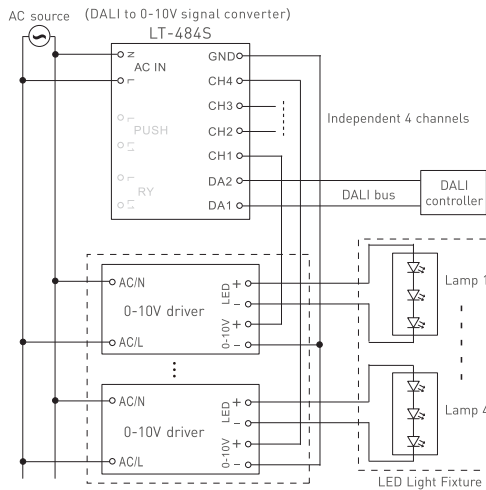 AC source
(DALI to 0-10V signal converter)
LT-484S
N
AC IN
L
L
PUSH
L1
L
RY
L1
GND
CH4
CH3
CH2
CH1
DA2
DA1
Independent 4 channels
DALI bus
DALI
controller
AC/N
0-10V driver
AC/L
+
LED
-
+
0-10V
-
AC/N
0-10V driver
AC/L
+
LED
-
+
0-10V
-
Lamp 1
Lamp 4
LED Light Fixture